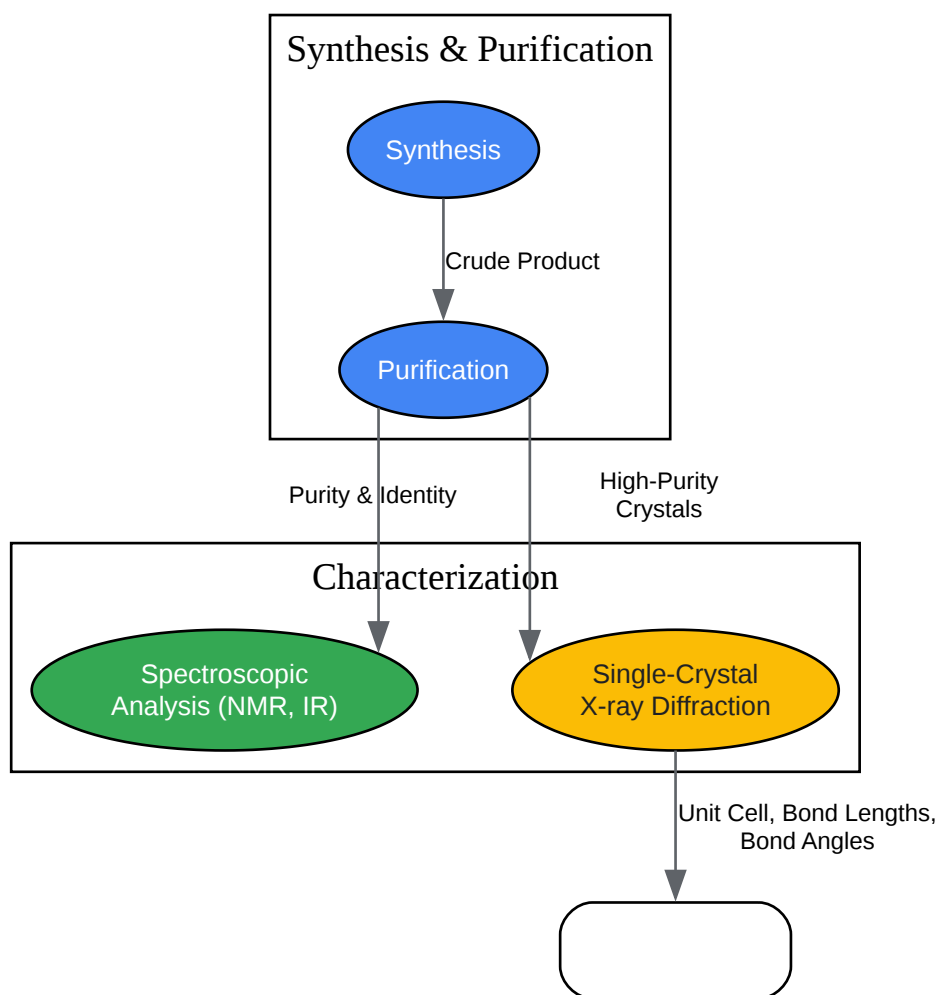 Synthesis & Purification
Synthesis
Crude Product
Purification
Purity & Identity
High-Purity
Crystals
Characterization
Spectroscopic
Analysis (NMR, IR)
Single-Crystal
X-ray Diffraction
Unit Cell, Bond Lengths,
Bond Angles